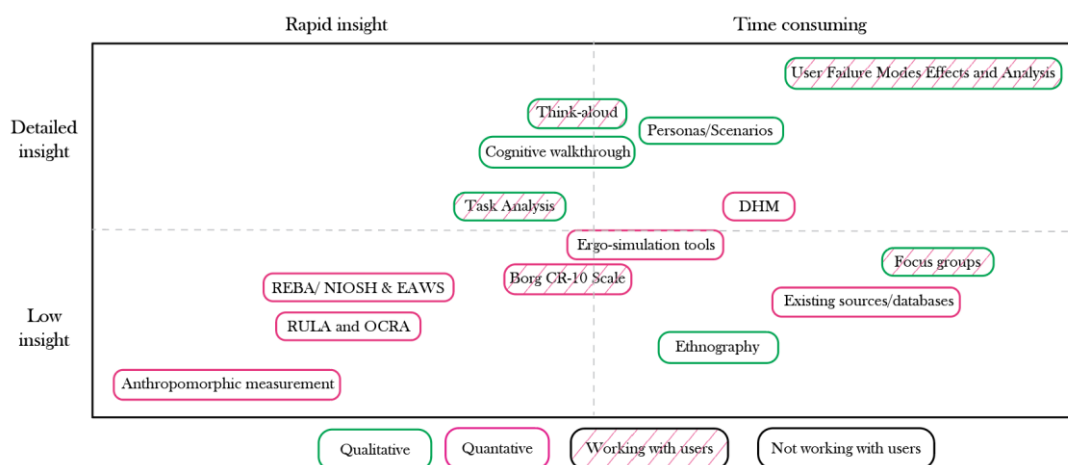 Rapid insight
Time consuming
User Failure Modes Effects and Analysis
Think-aloud
Personas/Scenarios
Detailed
insight
Cognitive walkthrough
Task Analysis
DHM
Ergo-simulation tools
Focus groups
Borg CR-10 Scale
REBA/ NIOSH & EAWS
Existing sources/databases
Low
insight
RULA and OCRA
Ethnography
Anthropomorphic measurement
Qualitative
Quantative
Working with users
Not working with users